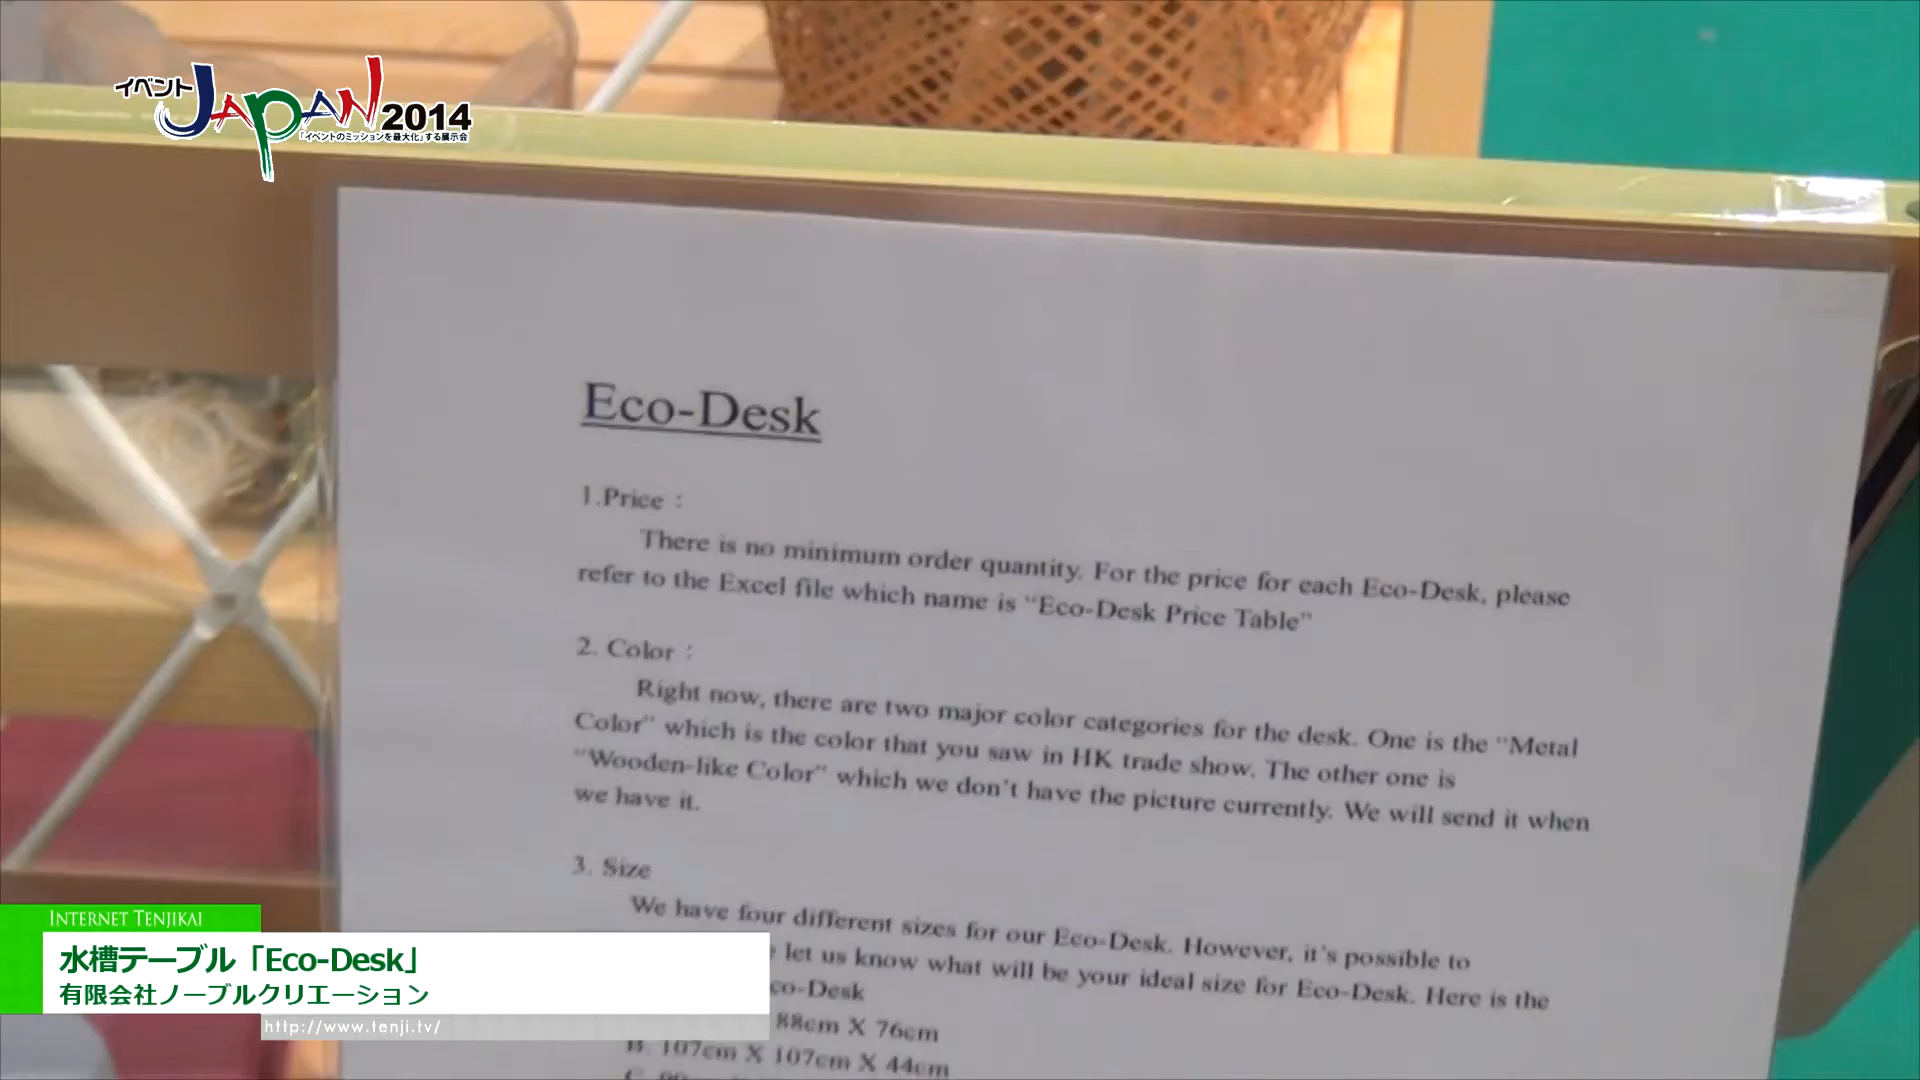 イベント
JAPAN 2014
「イベントのミッションを最大化」する展示会
Eco-Desk
1.Price :
There is no minimum order quantity. For the price for each Eco-Desk, please
refer to the Excel file which name is "Eco-Desk Price Table"
2. Color :
Right now, there are two major color categories for the desk. One is the "Metal
Color" which is the color that you saw in HK trade show. The other one is
"Wooden-like Color" which we don't have the picture currently. We will send it when
we have it.
3. Size
We have four different sizes for our Eco-Desk. However, it's possible to
let us know what will be your ideal size for Eco-Desk. Here is the
co-Desk
88cm X 76cm
B. 107cm X 107cm X 44cm
INTERNET TENJIKAI
水槽テーブル「Eco-Desk」
有限会社ノーブルクリエーション
http://www.tenji.tv/